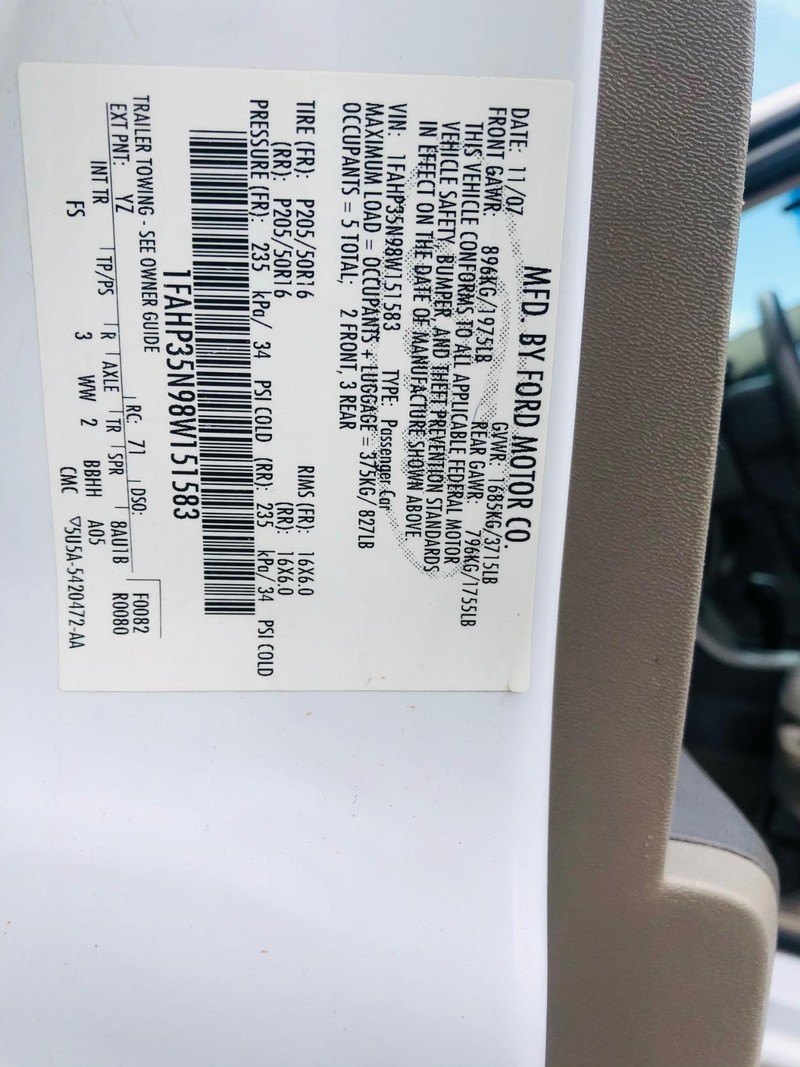 MFD. BY FORD MOTOR CO.
DATE: 11/07 GVWR: 1685KG/3715LB
FRONT GAWR: 896KG/1975LB REAR GAWR: 796KG/1755LB
THIS VEHICLE CONFORMS TO ALL APPLICABLE FEDERAL MOTOR
VEHICLE SAFETY, BUMPER, AND THEFT PREVENTION STANDARDS
IN EFFECT ON THE DATE OF MANUFACTURE SHOWN ABOVE.
VIN: 1FAHP35N98W151583 TYPE: Passenger Car
MAXIMUM LOAD = OCCUPANTS + LUGGAGE = 375KG/ 827LB
OCCUPANTS = 5 TOTAL, 2 FRONT, 3 REAR
TIRE (FR): P205/50R16 RIMS (FR): 16X6.0
(RR): P205/50R16 (RR): 16X6.0
PRESSURE (FR): 235 kPa/ 34 PSI COLD (RR): 235 kPa/ 34 PSI COLD
1FAHP35N98W151583
TRAILER TOWING - SEE OWNER GUIDE F0082
EXT PNT: YZ RC: 71 DSO: R0080
INT TR TP/PS R AXLE TR SPR 8AU1B
FS 3 WW 2 BBHH A05
CMC ▽5U5A-5420472-AA